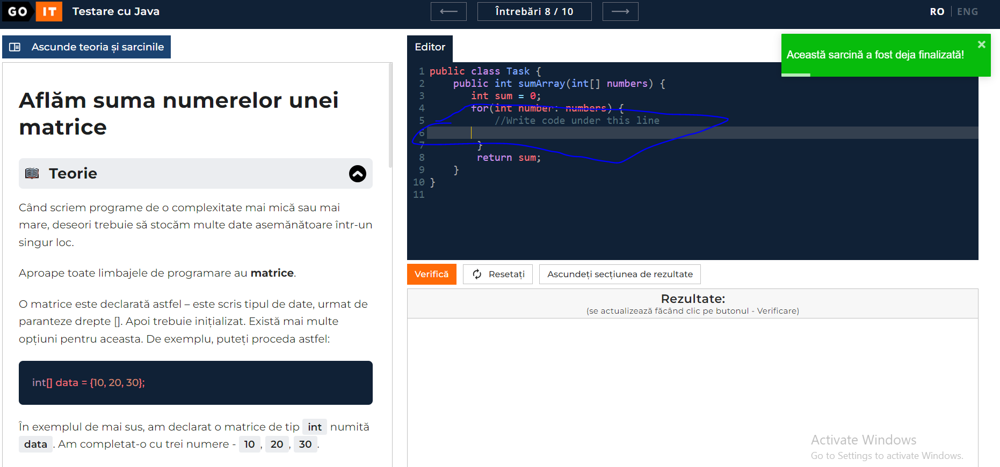 GO IT Testare cu Java
Întrebări 8 / 10
RO ENG
Ascunde teoria și sarcinile
Aflăm suma numerelor unei
matrice
Teorie
Când scriem programe de o complexitate mai mică sau mai
mare, deseori trebuie să stocăm multe date asemănătoare într-un
singur loc.
Aproape toate limbajele de programare au matrice.
O matrice este declarată astfel – este scris tipul de date, urmat de
paranteze drepte []. Apoi trebuie inițializat. Există mai multe
opțiuni pentru aceasta. De exemplu, puteți proceda astfel:
int[] data = {10, 20, 30};
În exemplul de mai sus, am declarat o matrice de tip int numită
data . Am completat-o cu trei numere - 10 , 20 , 30 .
Editor
Această sarcină a fost deja finalizată!
1 public class Task {
2 public int sumArray(int[] numbers) {
3 int sum = 0;
4 for(int number: numbers) {
5 //Write code under this line
6
7 }
8 return sum;
9 }
10 }
11
Verifică
Resetați
Ascundeți secțiunea de rezultate
Rezultate:
(se actualizează făcând clic pe butonul - Verificare)
Activate Windows
Go to Settings to activate Windows.